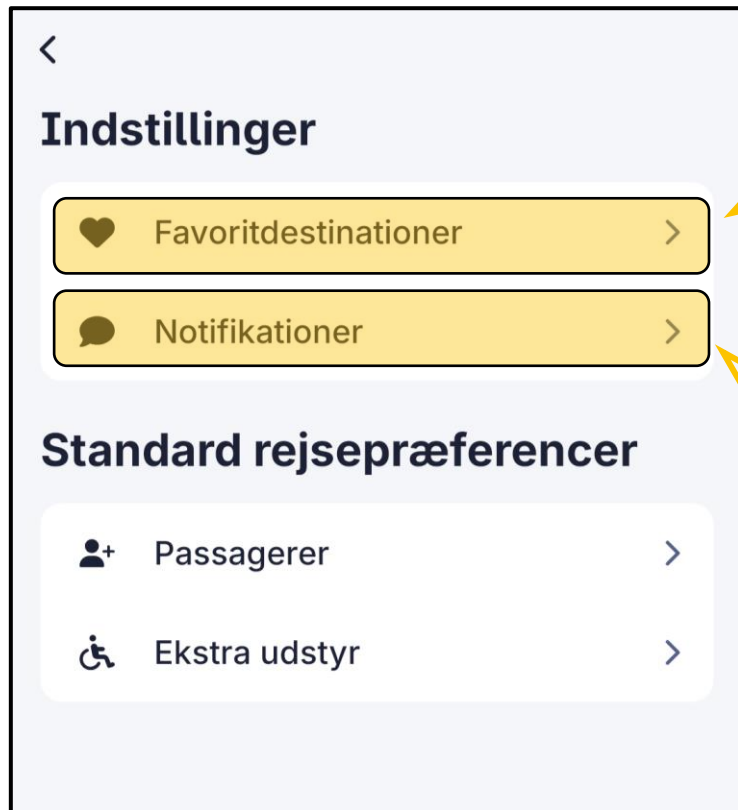 Indstillinger
Favoritdestinationer
Notifikationer
Standard rejsepræferencer
Passagerer
Ekstra udstyr